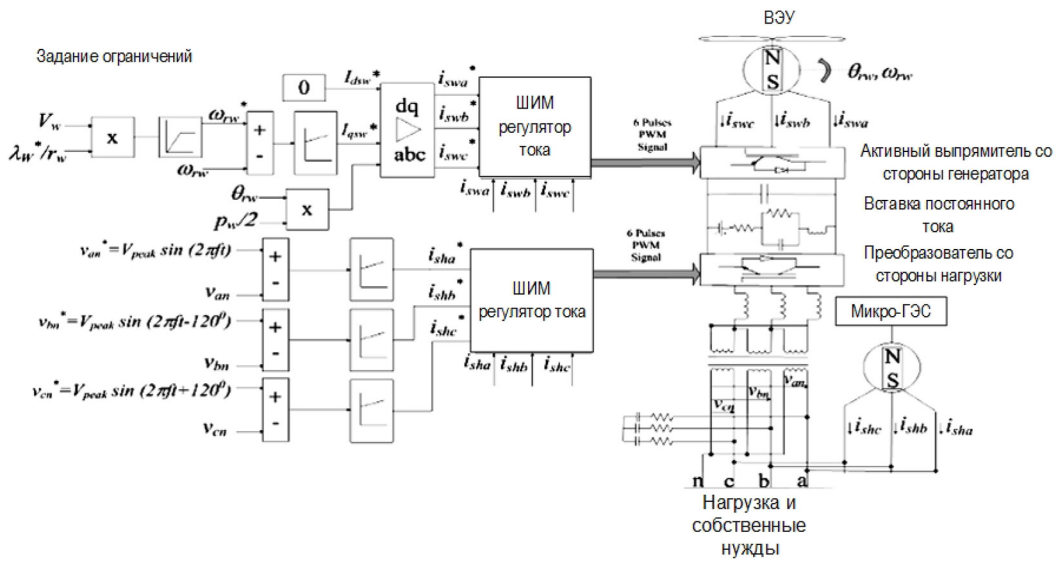 ВЭУ
Задание ограничений
N
S
θrw, ωrw
0
Idsw*
iswa*
iswb*
iswc*
dq
abc
ШИМ
регулятор
тока
6 Pulses
PWM
Signal
iswc
iswb
iswa
Vw
λw*/rw
x
ωrw*
+
-
ωrw
Iqsw*
Активный выпрямитель со
стороны генератора
θrw
pw/2
x
iswa
iswb
iswc
Вставка постоянного
тока
van*=Vpeak sin (2πft)
+
-
van
isha*
ishb*
ishc*
ШИМ
регулятор тока
6 Pulses
PWM
Signal
Преобразователь со
стороны нагрузки
vbn*=Vpeak sin (2πft-120⁰)
+
-
vbn
isha
ishb
ishc
Микро-ГЭС
N
S
vcn*=Vpeak sin (2πft+120⁰)
+
-
vcn
van
vbn
vcn
ishc
ishb
isha
n
c
b
a
Нагрузка и
собственные
нужды